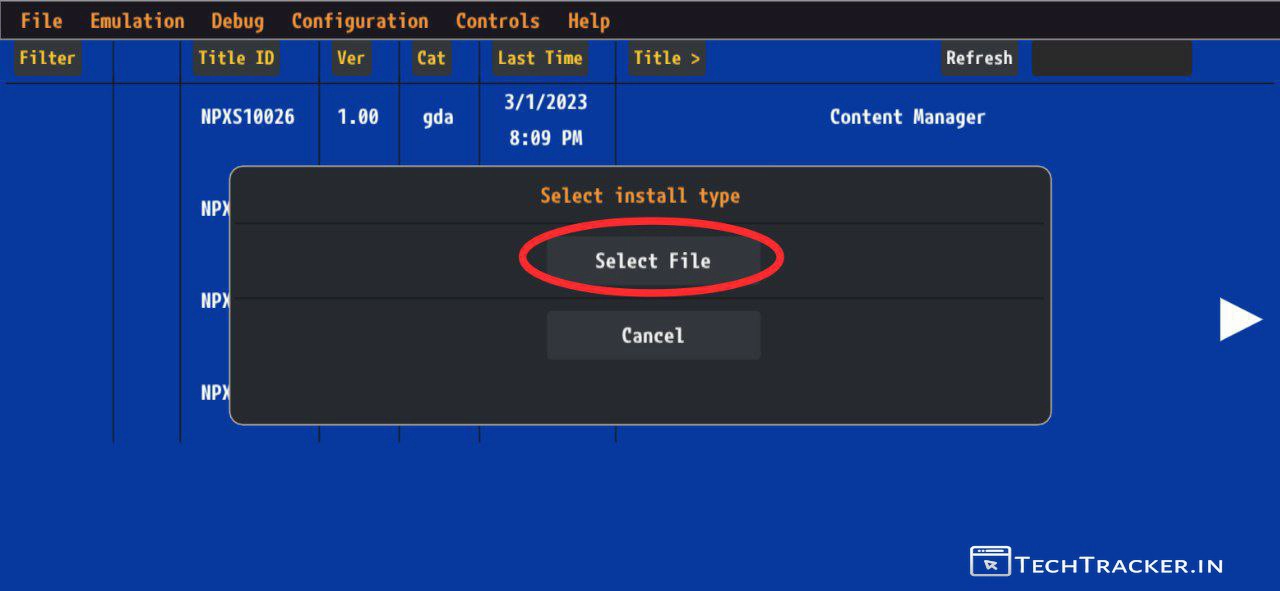 File Emulation Debug Configuration Controls Help
Filter Title ID Ver Cat Last Time Title > Refresh
NPXS10026 1.00 gda 3/1/2023 Content Manager
8:09 PM
Select install type
NPX
Select File
NPX
Cancel
NPX
TECHTRACKER.IN